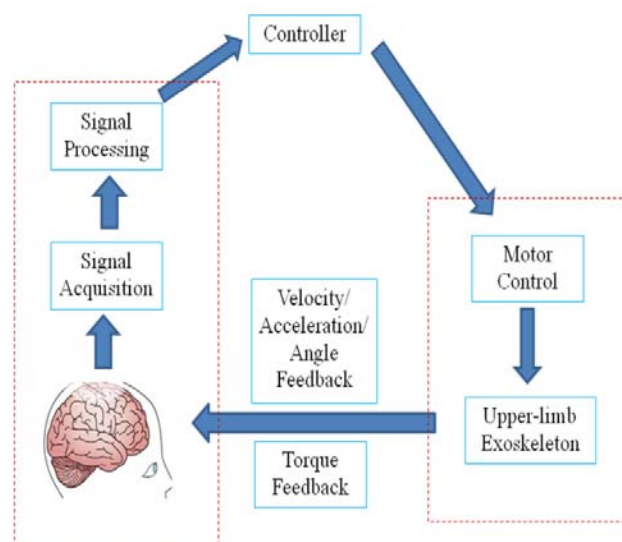 Controller
Signal
Processing
Signal
Acquisition
Motor
Control
Velocity/
Acceleration/
Angle
Feedback
Upper-limb
Exoskeleton
Torque
Feedback